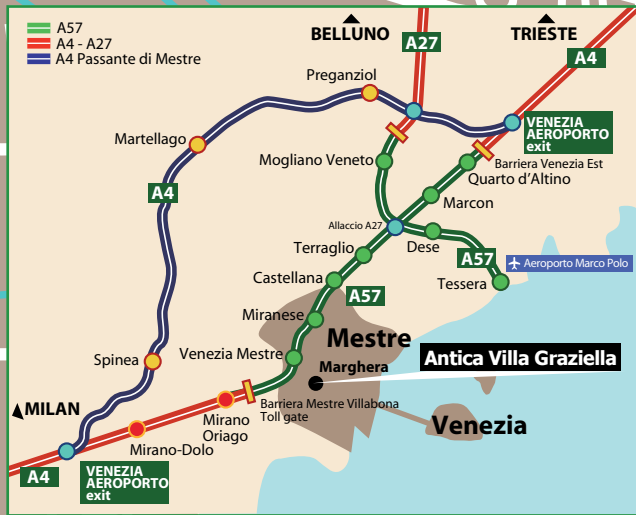 A57
A4 - A27
A4 Passante di Mestre
BELLUNO
TRIESTE
A27
A4
Preganziol
VENEZIA
AEROPORTO
exit
Martellago
Mogliano Veneto
Barriera Venezia Est
Quarto d'Altino
A4
Marcon
Allaccio A27
Terraglio
Dese
A57
Aeroporto Marco Polo
Castellana
Tessera
A57
Miranese
Mestre
Spinea
Venezia Mestre
Marghera
Antica Villa Graziella
MILAN
Barriera Mestre Villabona
Toll gate
Mirano
Oriago
Venezia
Mirano-Dolo
A4
VENEZIA
AEROPORTO
exit